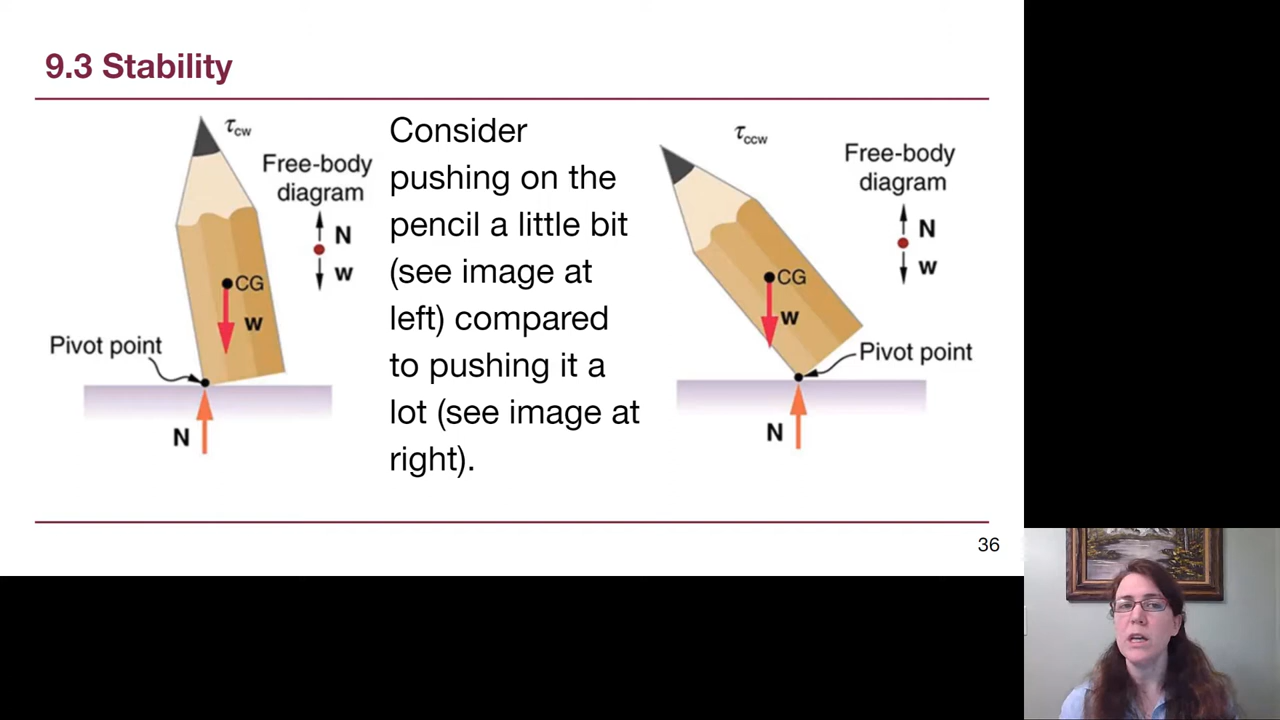 9.3 Stability
τcw
Free-body
diagram
N
w
CG
w
Pivot point
N
Consider
pushing on the
pencil a little bit
(see image at
left) compared
to pushing it a
lot (see image at
right).
τccw
Free-body
diagram
N
w
CG
w
Pivot point
N
36